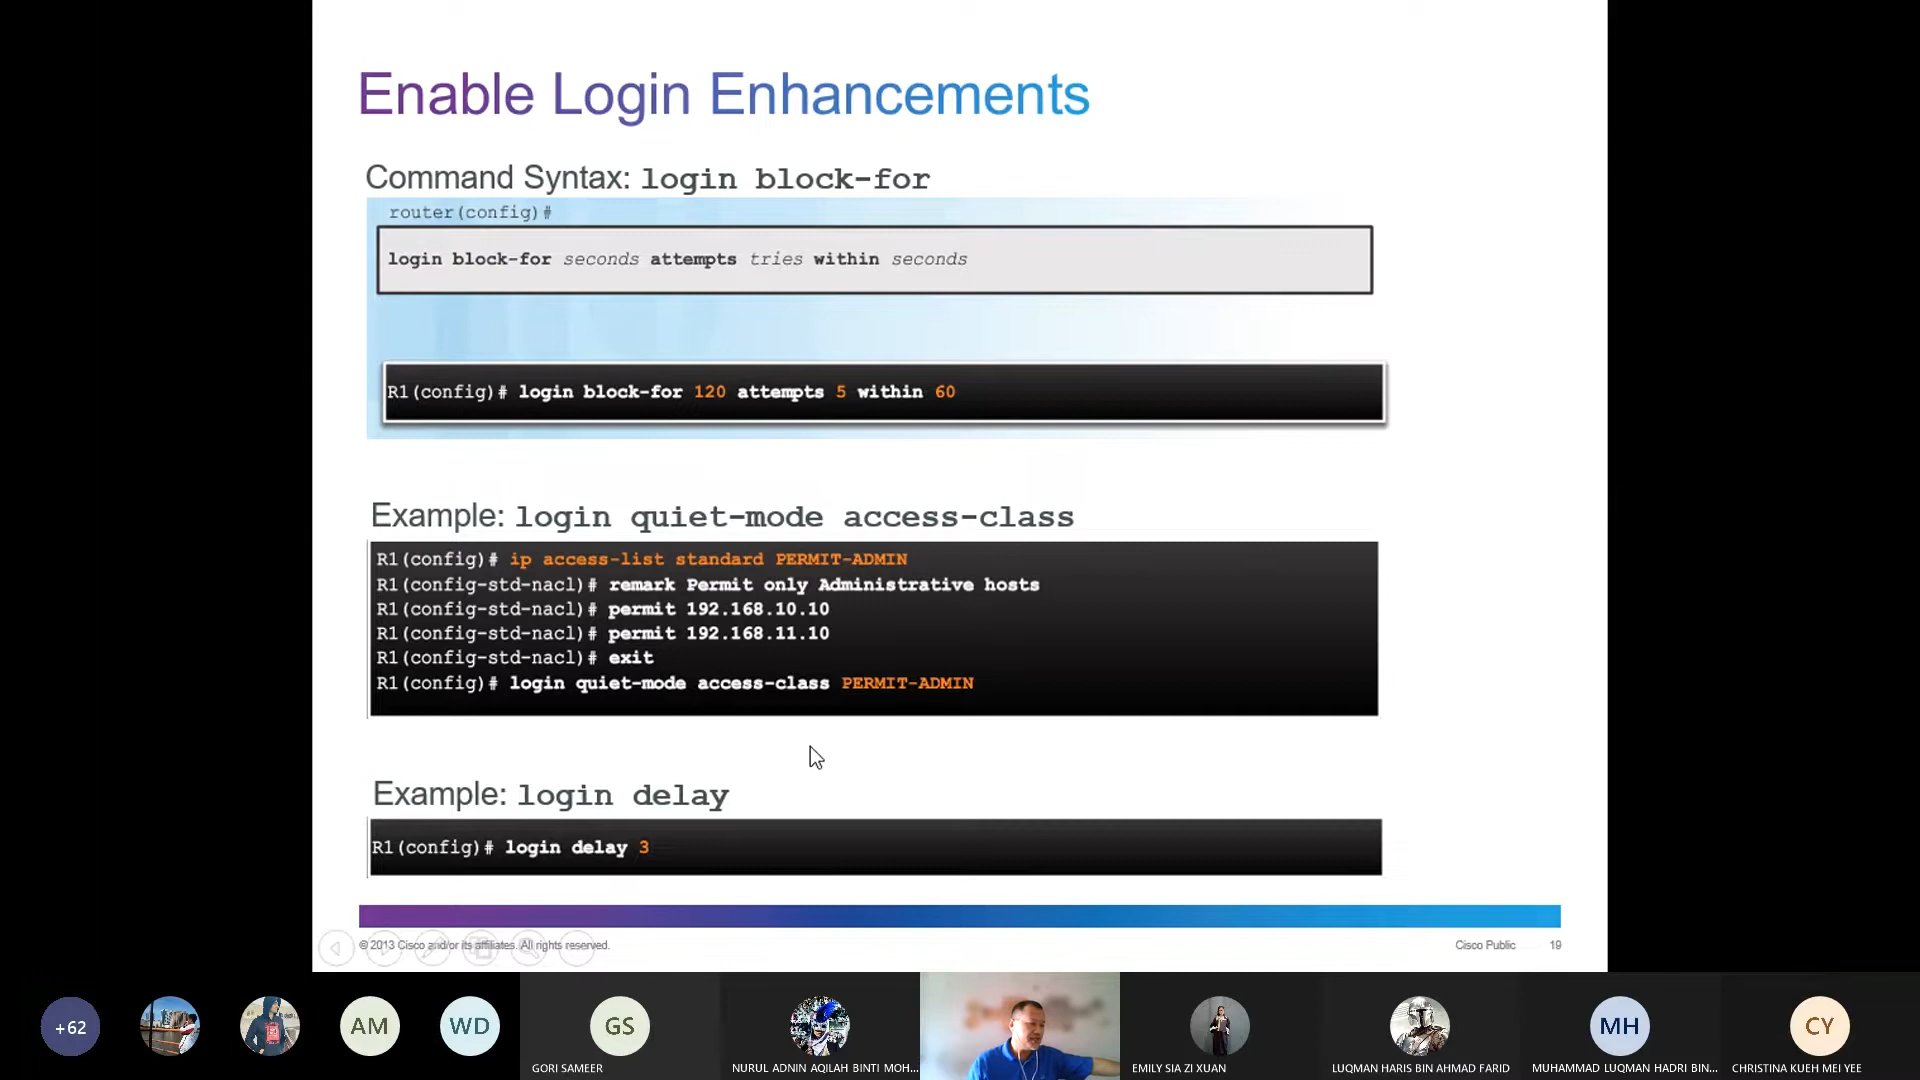 Enable Login Enhancements
Command Syntax: login block-for
router(config)#
login block-for seconds attempts tries within seconds
R1(config)# login block-for 120 attempts 5 within 60
Example: login quiet-mode access-class
R1(config)# ip access-list standard PERMIT-ADMIN
R1(config-std-nacl)# remark Permit only Administrative hosts
R1(config-std-nacl)# permit 192.168.10.10
R1(config-std-nacl)# permit 192.168.11.10
R1(config-std-nacl)# exit
R1(config)# login quiet-mode access-class PERMIT-ADMIN
Example: login delay
R1(config)# login delay 3
© 2013 Cisco and/or its affiliates. All rights reserved.
Cisco Public 19
+62
AM
WD
GS
MH
CY
GORI SAMEER
NURUL ADNIN AQILAH BINTI MOH...
EMILY SIA ZI XUAN
LUQMAN HARIS BIN AHMAD FARID
MUHAMMAD LUQMAN HADRI BIN...
CHRISTINA KUEH MEI YEE